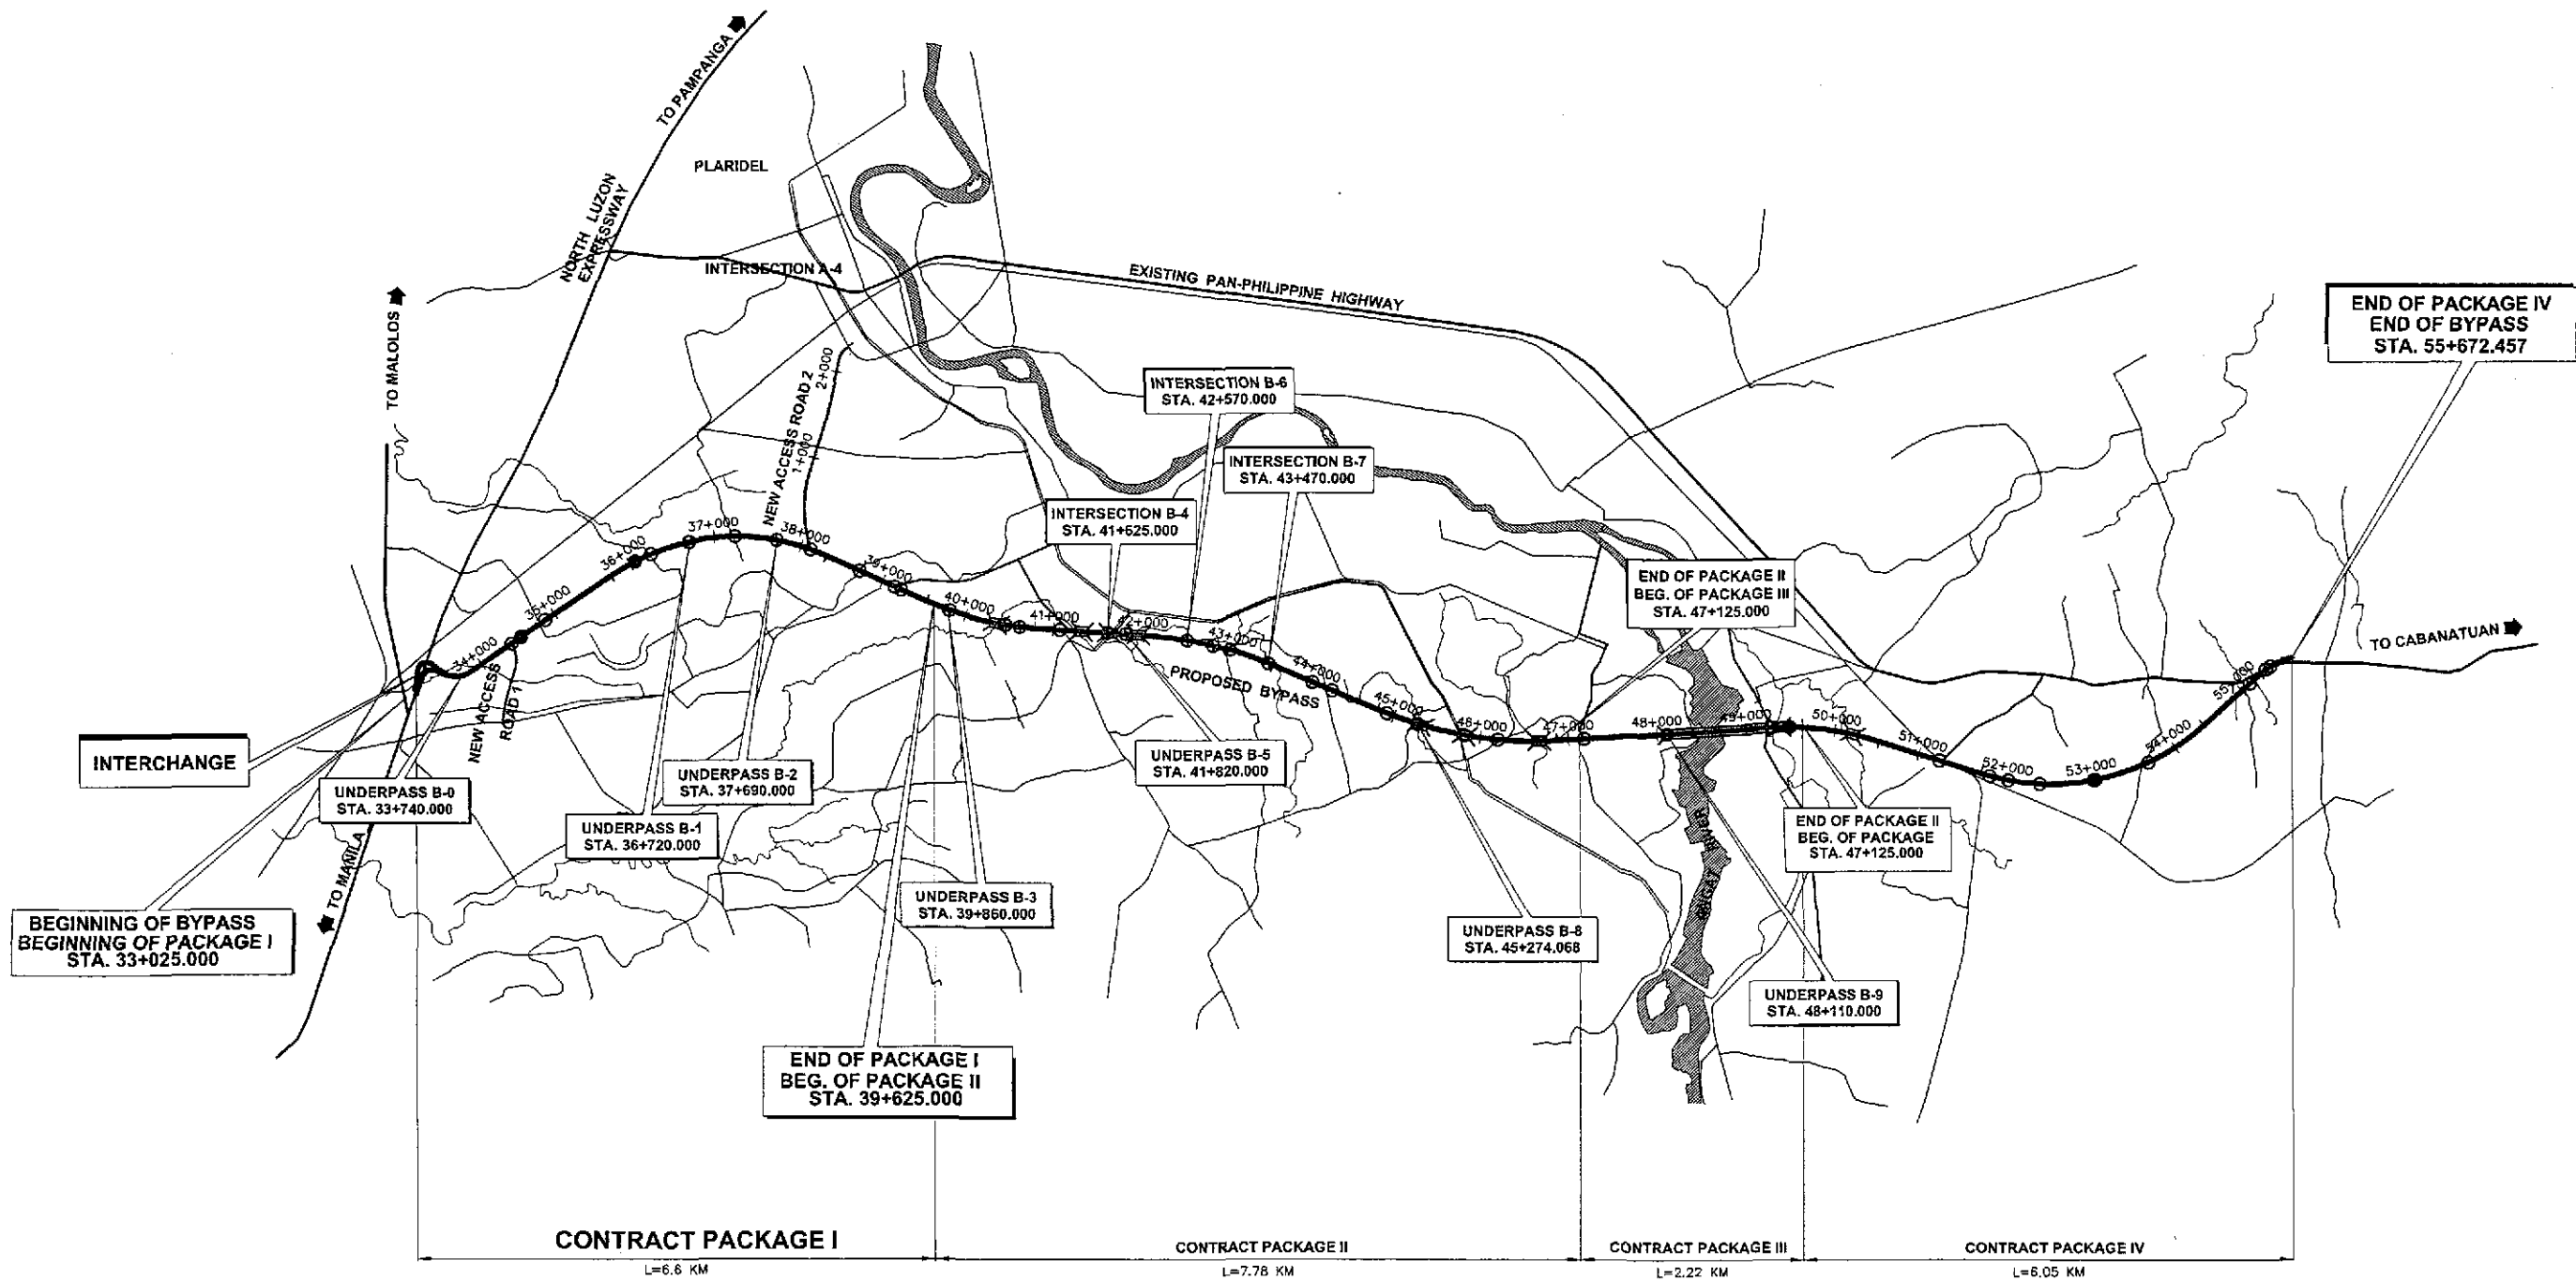 TO PAMPANGA
PLARIDEL
NORTH LUZON
EXPRESSWAY
INTERSECTION A-4
EXISTING PAN-PHILIPPINE HIGHWAY
TO MALOLOS
END OF PACKAGE IV
END OF BYPASS
STA. 55+672.457
2+000
NEW ACCESS ROAD 2
1+000
INTERSECTION B-6
STA. 42+570.000
INTERSECTION B-7
STA. 43+470.000
INTERSECTION B-4
STA. 41+625.000
END OF PACKAGE II
BEG. OF PACKAGE III
STA. 47+125.000
TO CABANATUAN
34+000
35+000
36+000
37+000
38+000
39+000
40+000
41+000
42+000
43+000
44+000
45+000
46+000
47+000
48+000
49+000
50+000
51+000
52+000
53+000
54+000
55+000
PROPOSED BYPASS
NEW ACCESS
ROAD 1
INTERCHANGE
UNDERPASS B-0
STA. 33+740.000
UNDERPASS B-1
STA. 36+720.000
UNDERPASS B-2
STA. 37+690.000
UNDERPASS B-5
STA. 41+820.000
END OF PACKAGE II
BEG. OF PACKAGE
STA. 47+125.000
RIVER
TO MANILA
UNDERPASS B-3
STA. 39+860.000
UNDERPASS B-8
STA. 45+274.068
UNDERPASS B-9
STA. 48+110.000
BEGINNING OF BYPASS
BEGINNING OF PACKAGE I
STA. 33+025.000
END OF PACKAGE I
BEG. OF PACKAGE II
STA. 39+625.000
CONTRACT PACKAGE I
L=6.6 KM
CONTRACT PACKAGE II
L=7.78 KM
CONTRACT PACKAGE III
L=2.22 KM
CONTRACT PACKAGE IV
L=6.05 KM